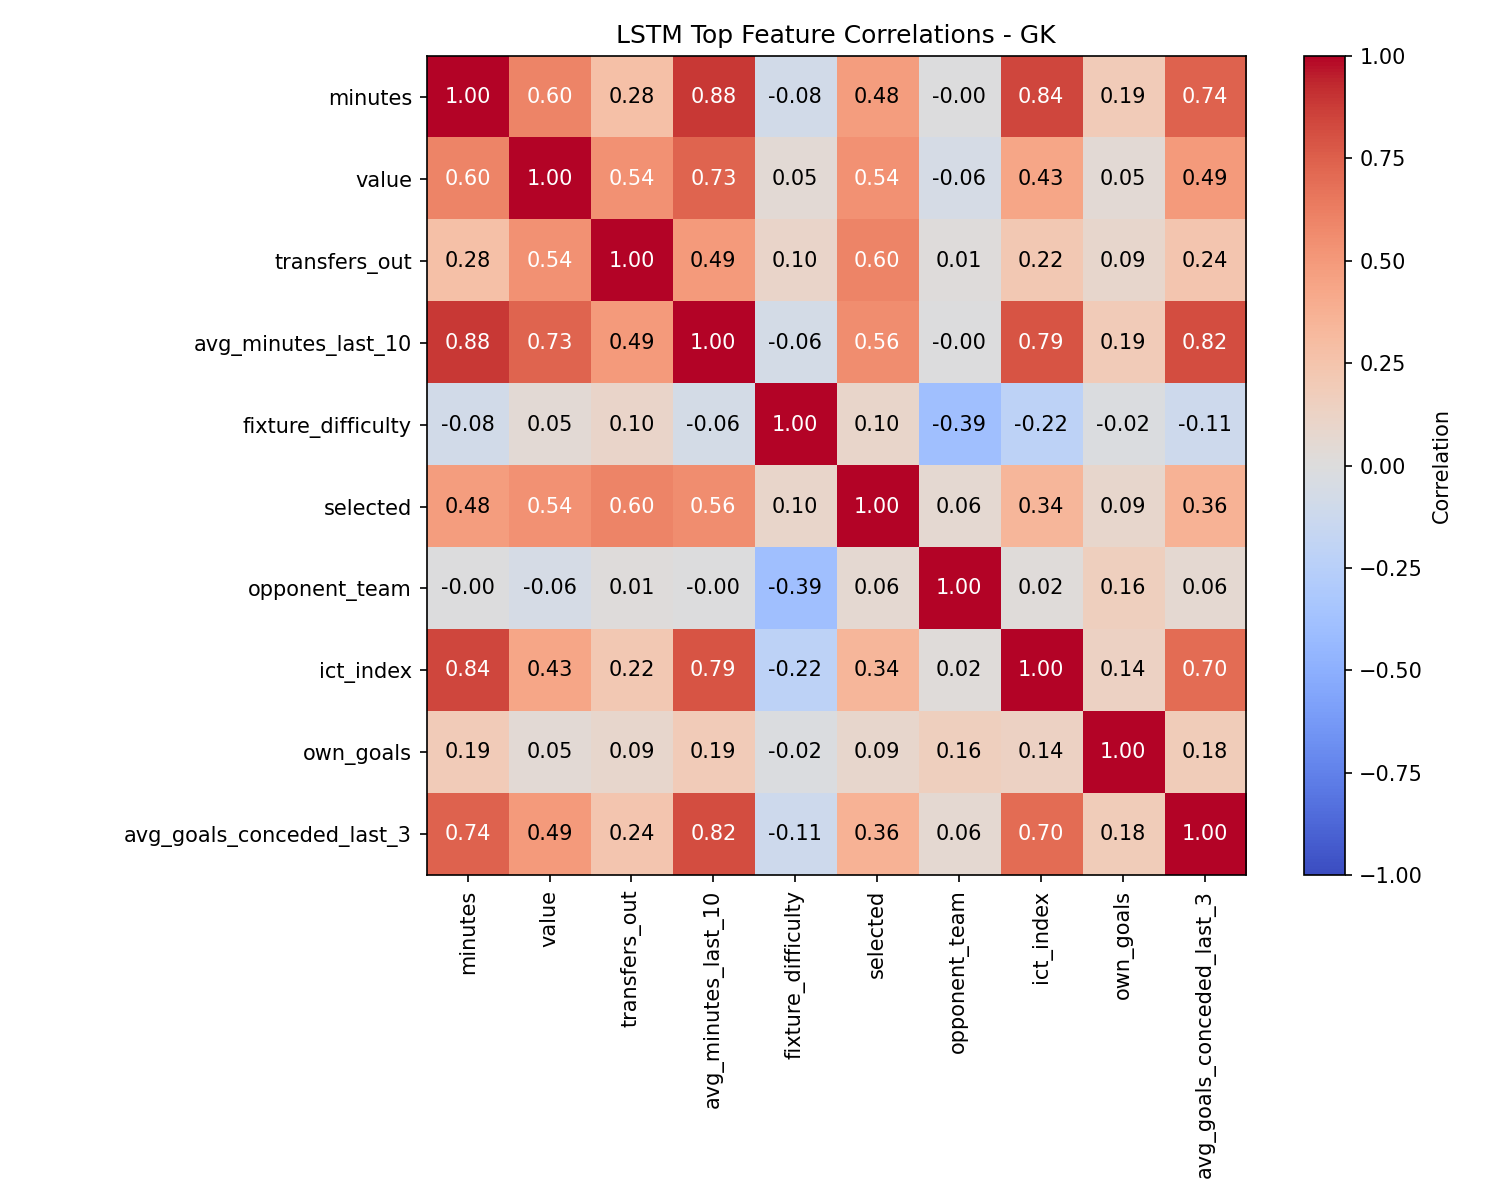 LSTM Top Feature Correlations - GK
minutes 1.00 0.60 0.28 0.88 -0.08 0.48 -0.00 0.84 0.19 0.74
value 0.60 1.00 0.54 0.73 0.05 0.54 -0.06 0.43 0.05 0.49
transfers_out 0.28 0.54 1.00 0.49 0.10 0.60 0.01 0.22 0.09 0.24
avg_minutes_last_10 0.88 0.73 0.49 1.00 -0.06 0.56 -0.00 0.79 0.19 0.82
fixture_difficulty -0.08 0.05 0.10 -0.06 1.00 0.10 -0.39 -0.22 -0.02 -0.11
selected 0.48 0.54 0.60 0.56 0.10 1.00 0.06 0.34 0.09 0.36
opponent_team -0.00 -0.06 0.01 -0.00 -0.39 0.06 1.00 0.02 0.16 0.06
ict_index 0.84 0.43 0.22 0.79 -0.22 0.34 0.02 1.00 0.14 0.70
own_goals 0.19 0.05 0.09 0.19 -0.02 0.09 0.16 0.14 1.00 0.18
avg_goals_conceded_last_3 0.74 0.49 0.24 0.82 -0.11 0.36 0.06 0.70 0.18 1.00
minutes
value
transfers_out
avg_minutes_last_10
fixture_difficulty
selected
opponent_team
ict_index
own_goals
avg_goals_conceded_last_3
1.00
0.75
0.50
0.25
0.00
−0.25
−0.50
−0.75
−1.00
Correlation